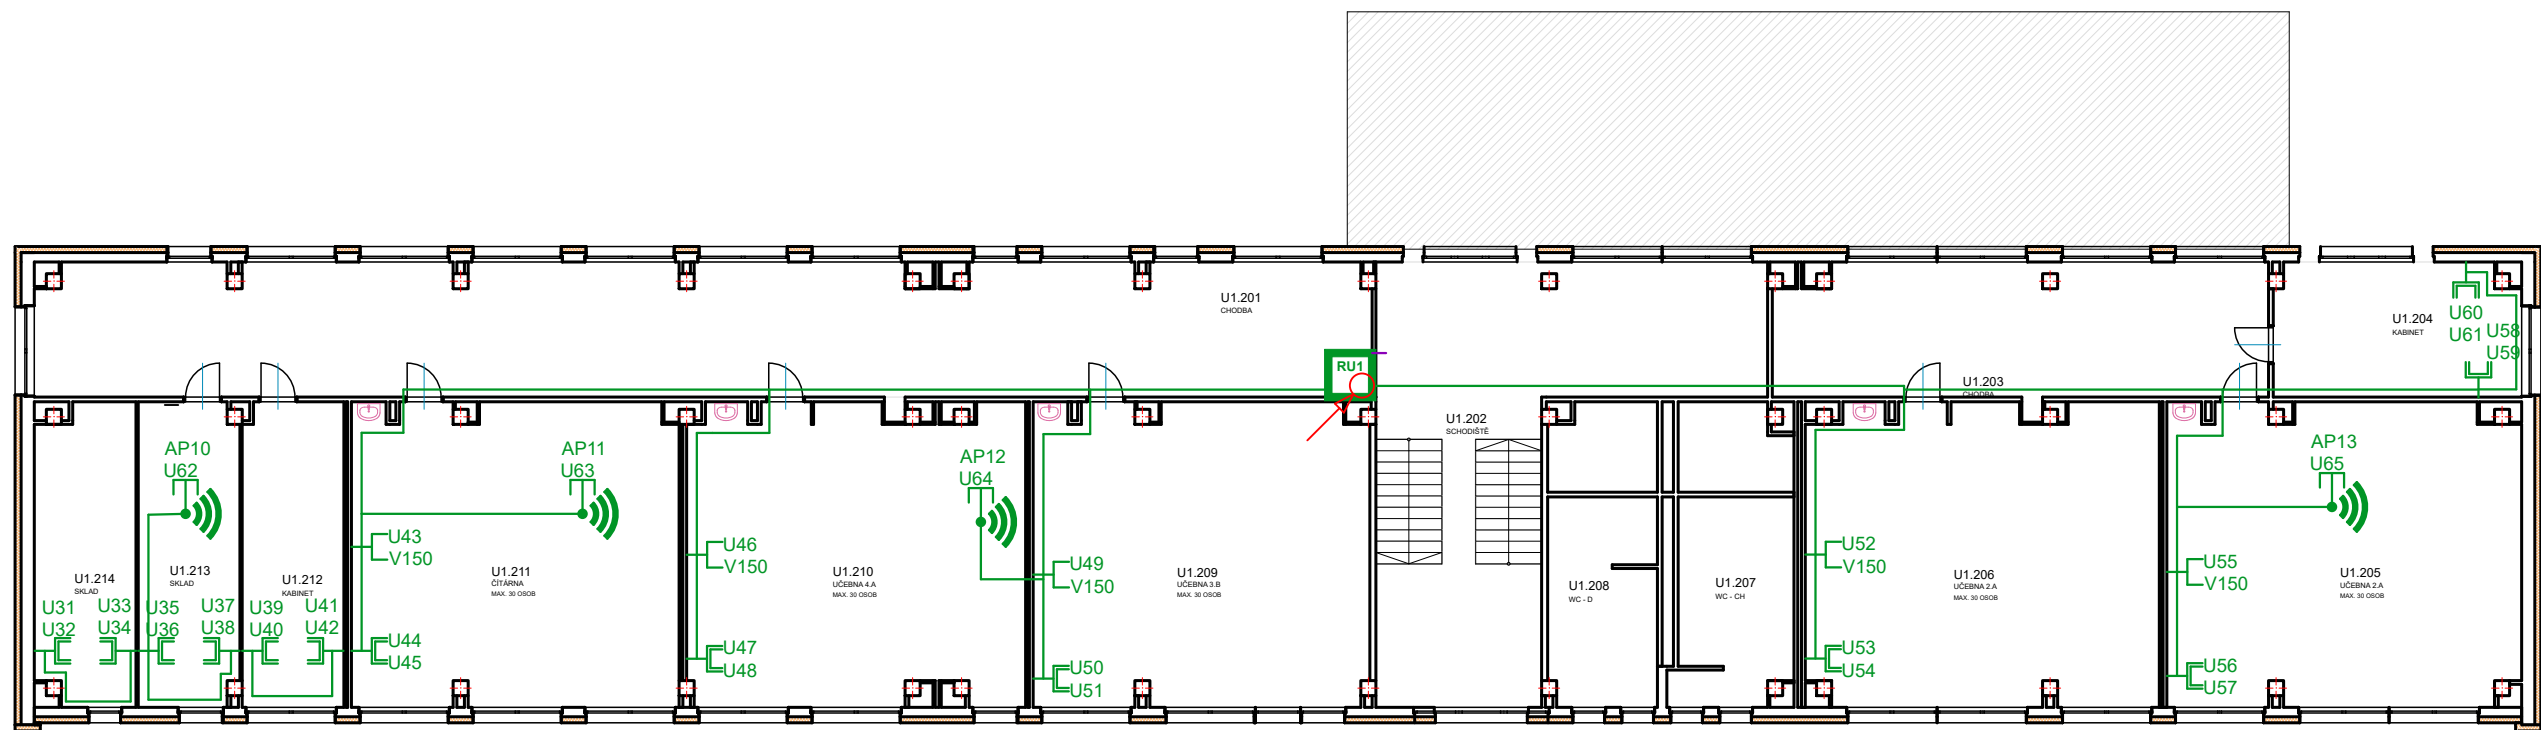 U1.201
CHODBA
U1.204
KABINET
U60
U61
U58
U59
RU1
U1.203
CHODBA
U1.202
SCHODIŠTĚ
AP10
U62
AP11
U63
AP12
U64
AP13
U65
U43
V150
U46
V150
U49
V150
U52
V150
U55
V150
U1.214
SKLAD
U1.213
SKLAD
U1.212
KABINET
U1.211
ČÍTÁRNA
MAX. 30 OSOB
U1.210
UČEBNA 4.A
MAX. 30 OSOB
U1.209
UČEBNA 3.B
MAX. 30 OSOB
U1.208
WC - D
U1.207
WC - CH
U1.206
UČEBNA 2.A
MAX. 30 OSOB
U1.205
UČEBNA 2.A
MAX. 30 OSOB
U31
U32
U33
U34
U35
U36
U37
U38
U39
U40
U41
U42
U44
U45
U47
U48
U50
U51
U53
U54
U56
U57